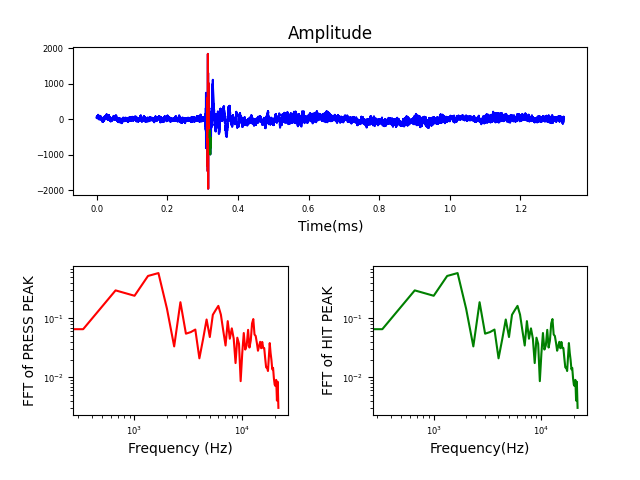 Amplitude
2000
1000
0
−1000
−2000
0.0 0.2 0.4 0.6 0.8 1.0 1.2
Time(ms)
FFT of PRESS PEAK
10⁻¹
10⁻²
10³ 10⁴
Frequency (Hz)
FFT of HIT PEAK
10⁻¹
10⁻²
10³ 10⁴
Frequency(Hz)